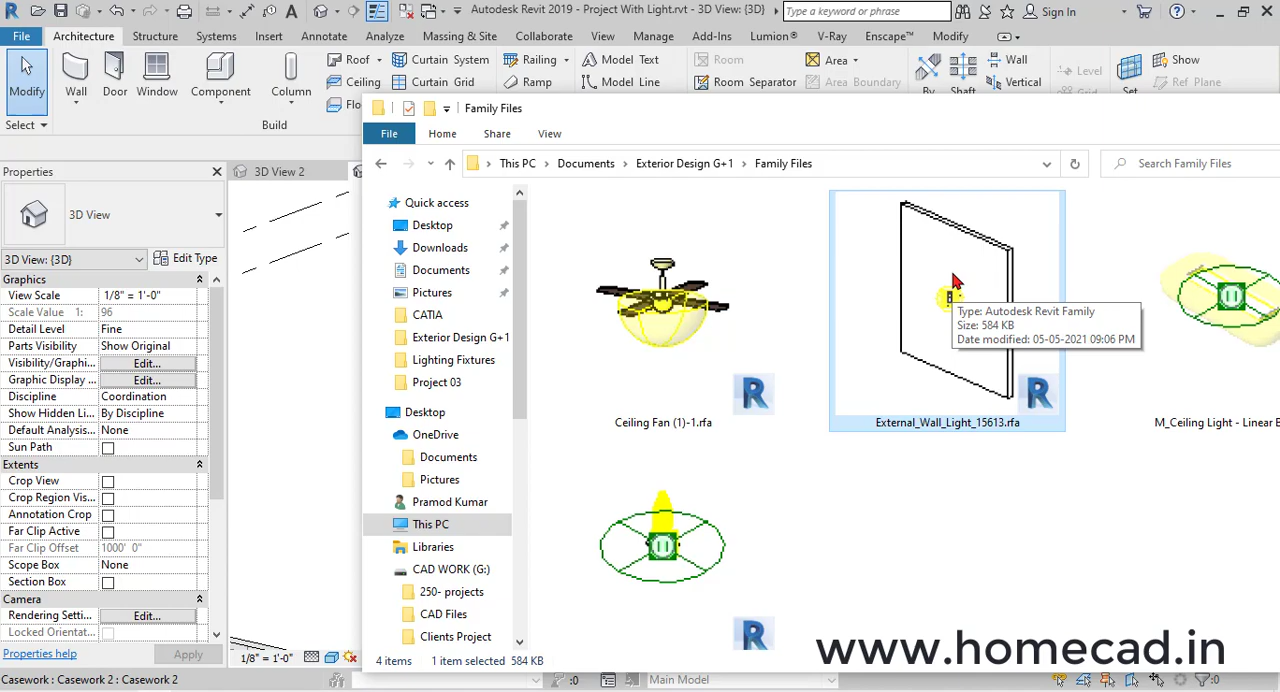 Autodesk Revit 2019 - Project With Light.rvt - 3D View: {3D}
Type a keyword or phrase
Sign In
File Architecture Structure Systems Insert Annotate Analyze Massing & Site Collaborate View Manage Add-Ins Lumion® V-Ray Enscape™ Modify
Modify
Wall
Door
Window
Component
Column
Roof
Ceiling
Curtain System
Curtain Grid
Railing
Ramp
Model Text
Model Line
Room
Room Separator
Area
Area Boundary
By
Shaft
Wall
Vertical
Level
Set
Show
Ref Plane
Select
Build
Family Files
File Home Share View
This PC > Documents > Exterior Design G+1 > Family Files
Search Family Files
Properties
3D View 2
3D View
3D View: {3D}
Edit Type
Graphics
View Scale 1/8" = 1'-0"
Scale Value 1: 96
Detail Level Fine
Parts Visibility Show Original
Visibility/Graphi... Edit...
Graphic Display ... Edit...
Discipline Coordination
Show Hidden Li... By Discipline
Default Analysis... None
Sun Path
Extents
Crop View
Crop Region Vis...
Annotation Crop
Far Clip Active
Far Clip Offset 1000' 0"
Scope Box None
Section Box
Camera
Rendering Setti... Edit...
Locked Orientat...
Properties help
Apply
Quick access
Desktop
Downloads
Documents
Pictures
CATIA
Exterior Design G+1
Lighting Fixtures
Project 03
Desktop
OneDrive
Documents
Pictures
Pramod Kumar
This PC
Libraries
CAD WORK (G:)
250- projects
CAD Files
Clients Project
Type: Autodesk Revit Family
Size: 584 KB
Date modified: 05-05-2021 09:06 PM
Ceiling Fan (1)-1.rfa
External_Wall_Light_15613.rfa
M_Ceiling Light - Linear
4 items 1 item selected 584 KB
1/8" = 1'-0"
www.homecad.in
Casework : Casework 2 : Casework 2
:0
Main Model
:0